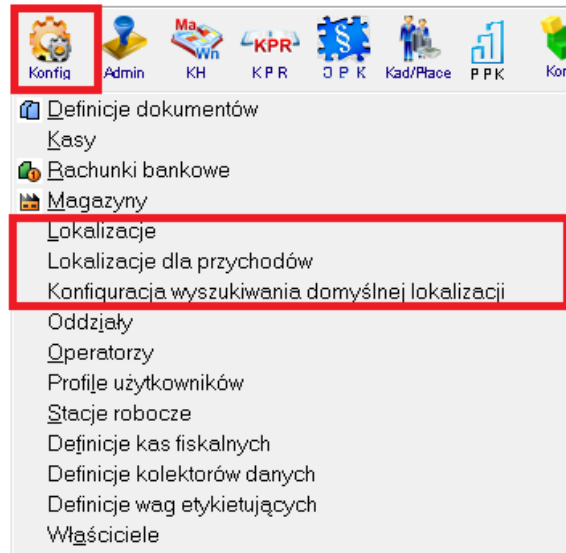 Ma Wn KPR §
Konfig Admin KH KPR JPK Kad/Płace PPK Kon
Definicje dokumentów
Kasy
Rachunki bankowe
Magazyny
Lokalizacje
Lokalizacje dla przychodów
Konfiguracja wyszukiwania domyślnej lokalizacji
Oddziały
Operatorzy
Profile użytkowników
Stacje robocze
Definicje kas fiskalnych
Definicje kolektorów danych
Definicje wag etykietujących
Właściciele